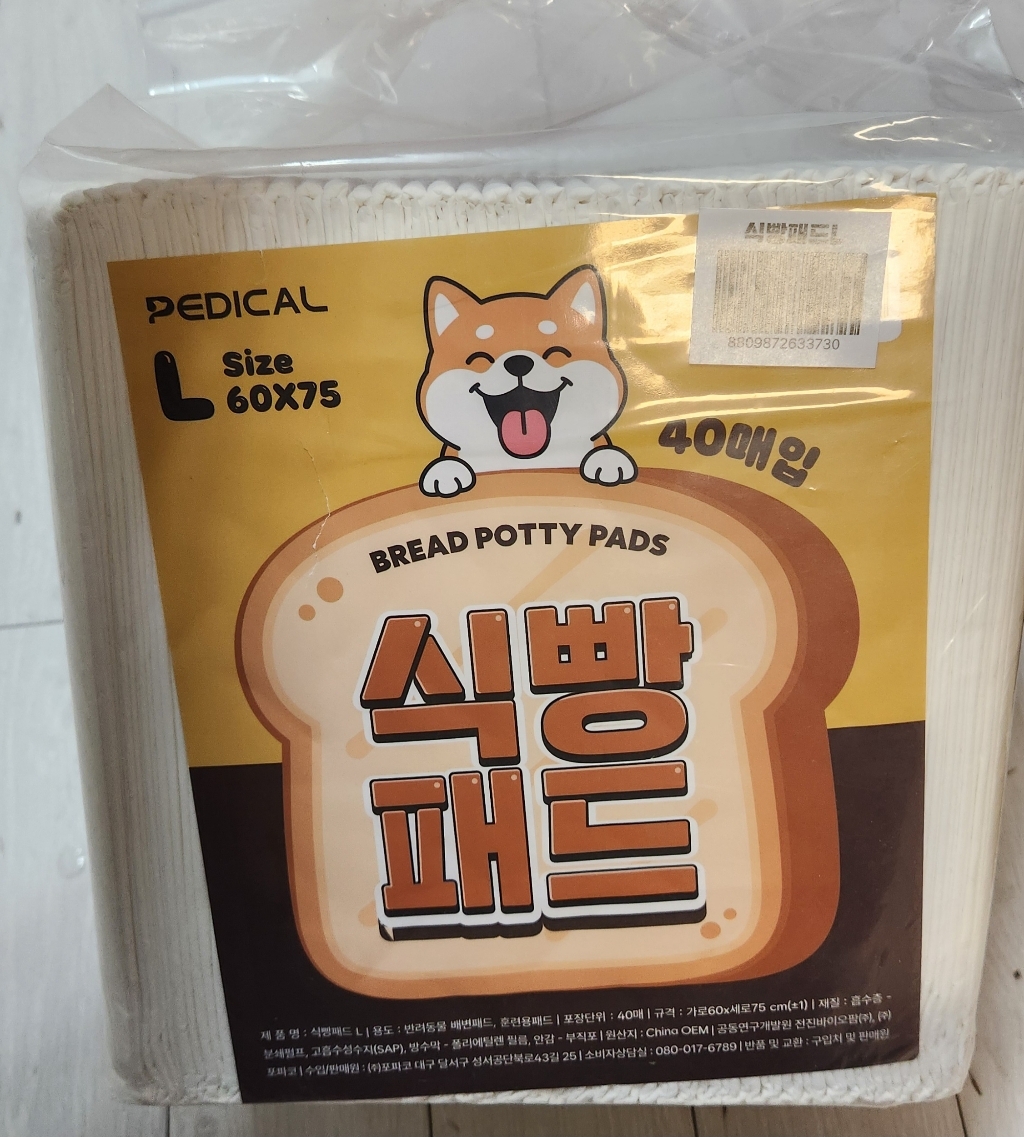 PEDICAL
L Size
60X75
식빵패드L
8809872633730
40매입
BREAD POTTY PADS
식빵
패드
제 품 명 : 식빵패드 L | 용도 : 반려동물 배변패드, 훈련용패드 | 포장단위 : 40매 | 규격 : 가로60x세로75 cm(±1) | 재질 : 흡수층 -
분쇄펄프, 고흡수성수지(SAP), 방수막 - 폴리에틸렌 필름, 안감 - 부직포 | 원산지 : China OEM | 공동연구개발원 전진바이오팜(주), (주)
포파코 | 수입/판매원 : (주)포파코 대구 달서구 성서공단북로43길 25 | 소비자상담실 : 080-017-6789 | 반품 및 교환 : 구입처 및 판매원